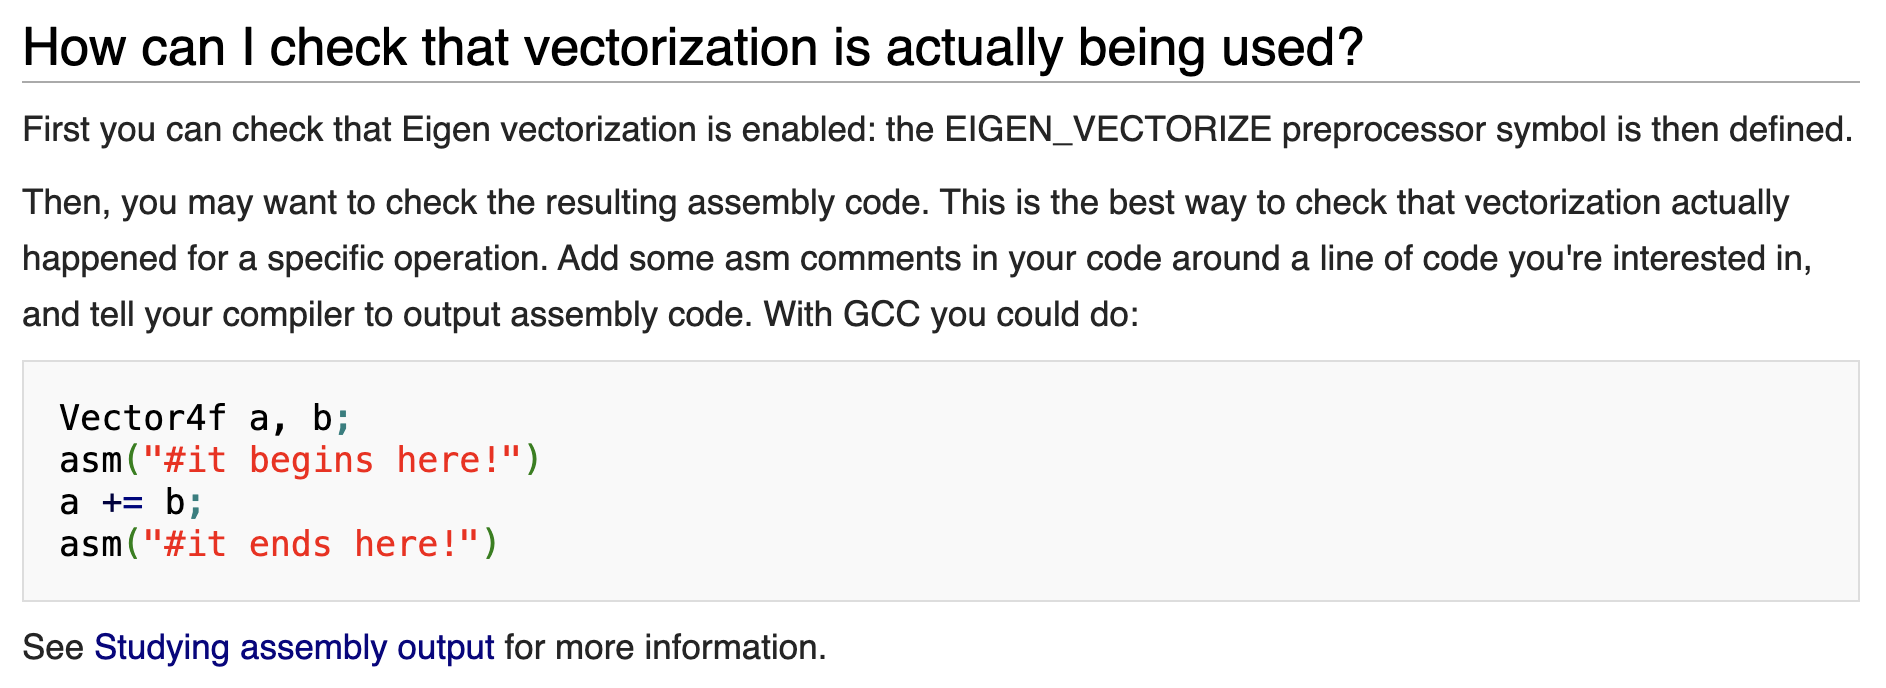 How can I check that vectorization is actually being used?
First you can check that Eigen vectorization is enabled: the EIGEN_VECTORIZE preprocessor symbol is then defined.
Then, you may want to check the resulting assembly code. This is the best way to check that vectorization actually
happened for a specific operation. Add some asm comments in your code around a line of code you're interested in,
and tell your compiler to output assembly code. With GCC you could do:
Vector4f a, b;
asm("#it begins here!")
a += b;
asm("#it ends here!")
See Studying assembly output for more information.